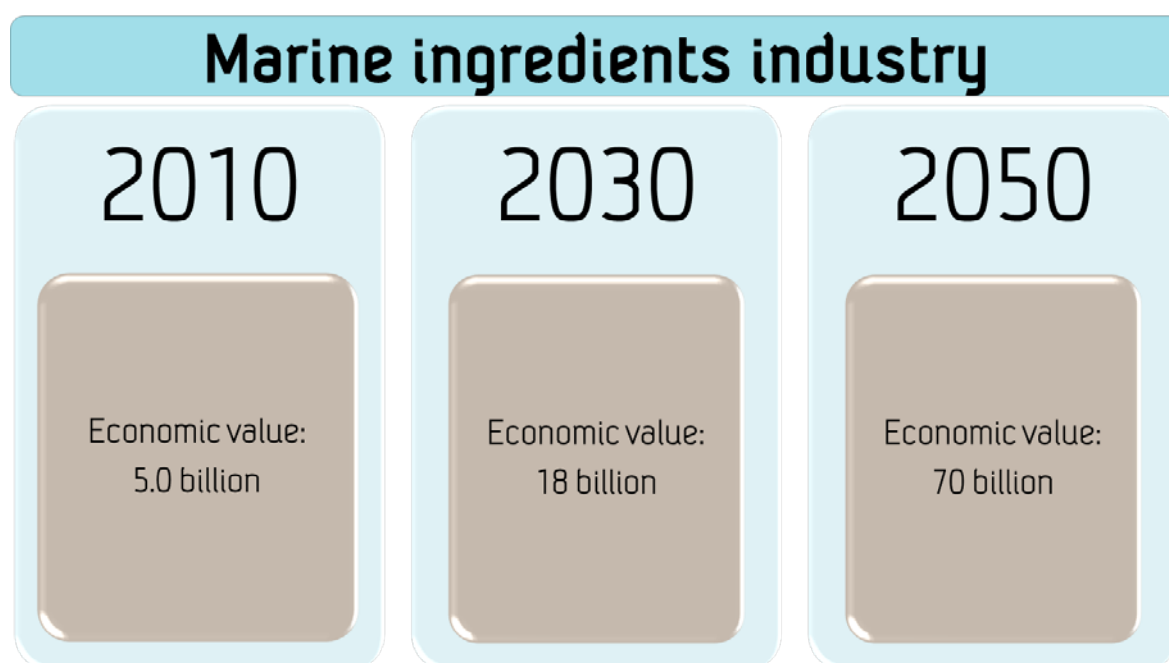 Marine ingredients industry
2010
Economic value:
5.0 billion
2030
Economic value:
18 billion
2050
Economic value:
70 billion